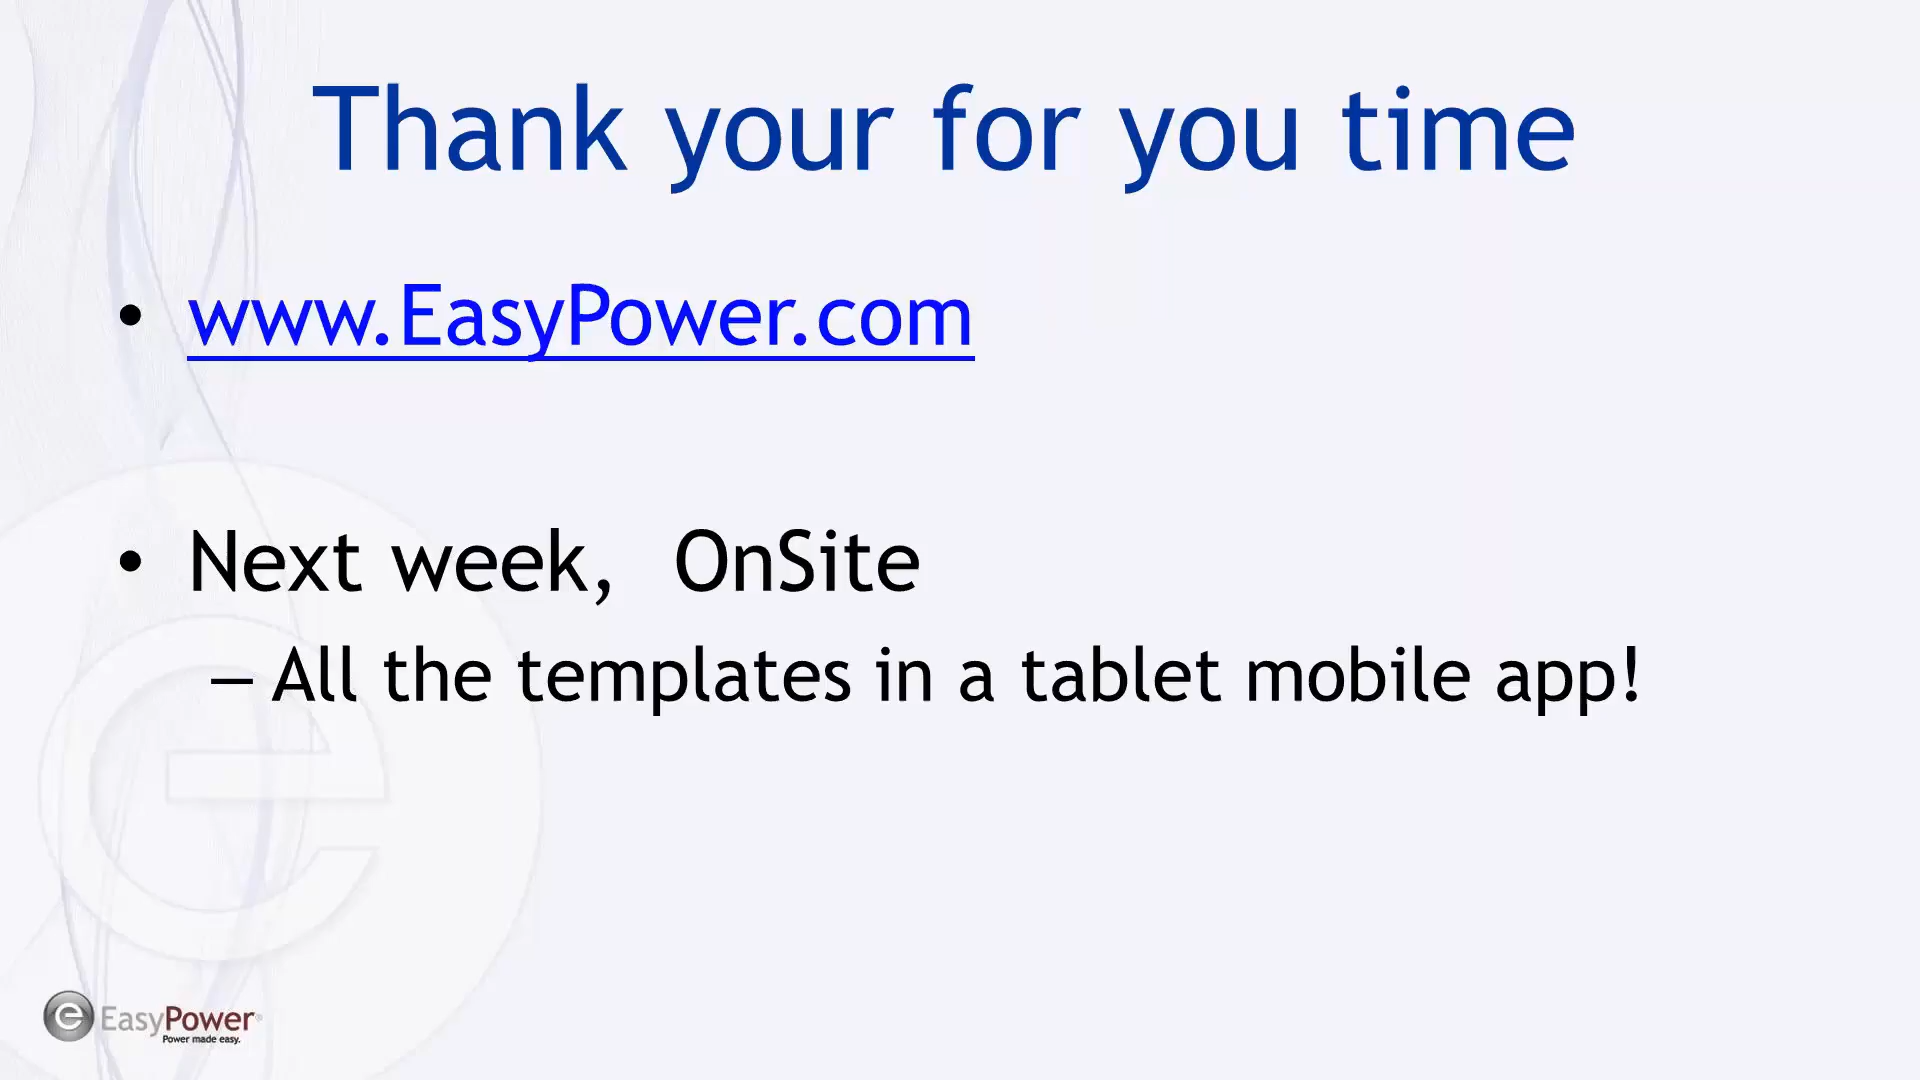 Thank your for you time
• www.EasyPower.com
• Next week, OnSite
– All the templates in a tablet mobile app!
e EasyPower®
Power made easy.